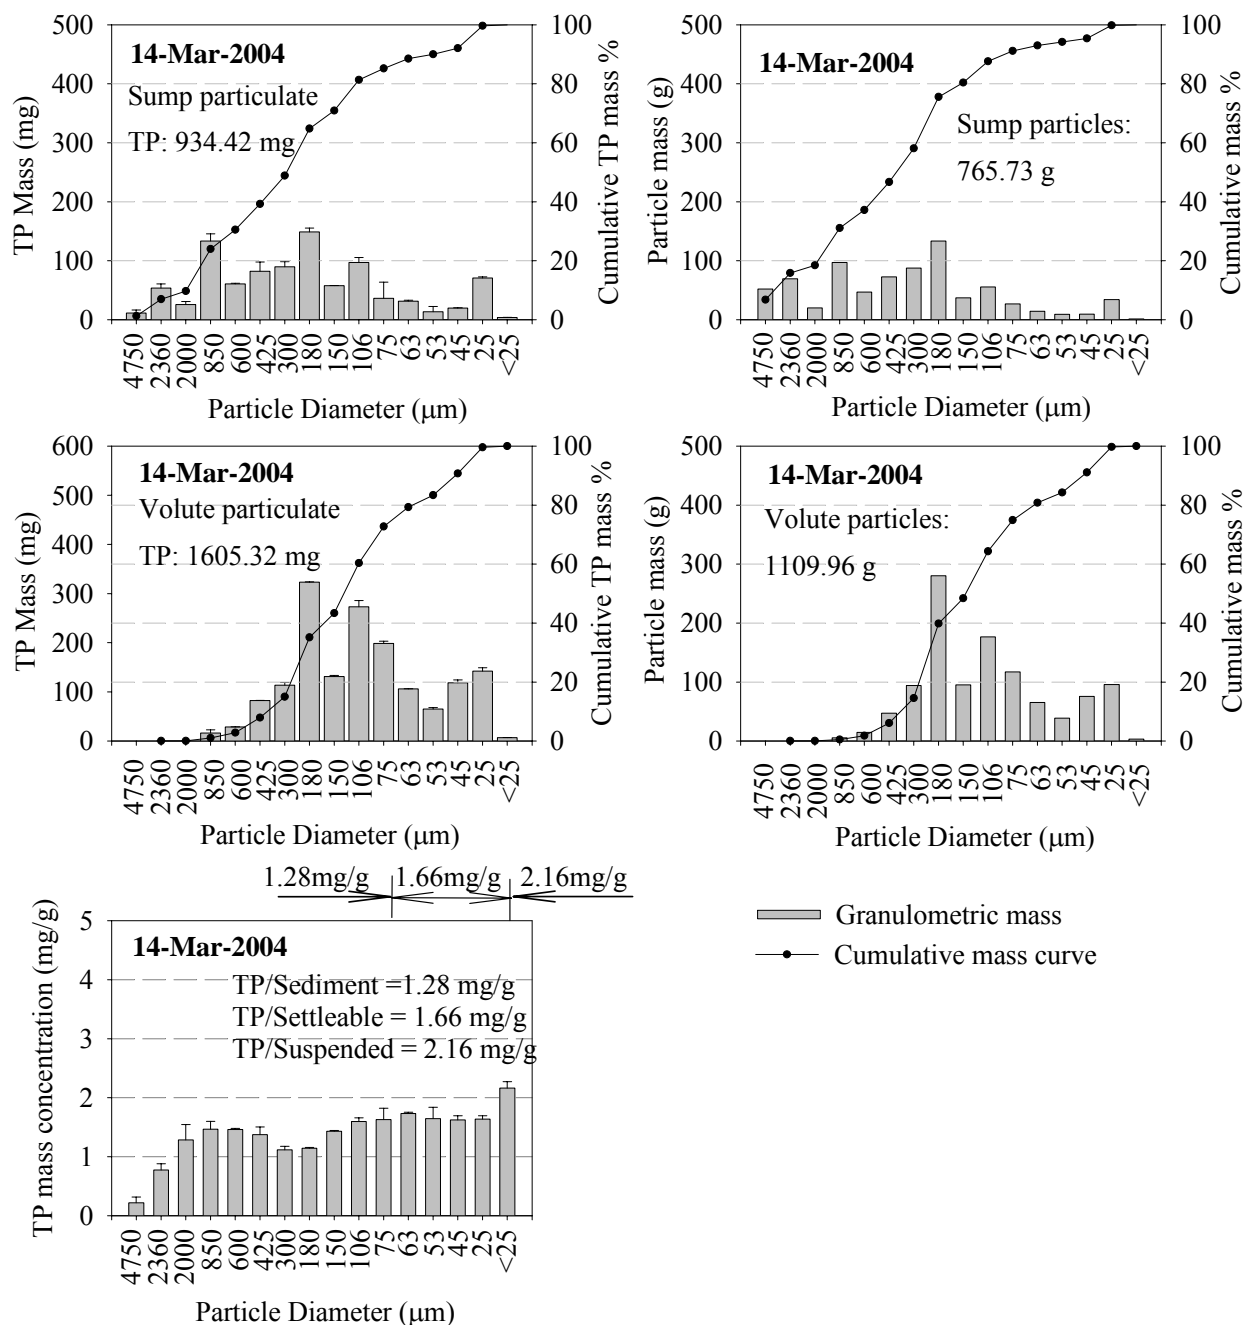 14-Mar-2004
Sump particulate
TP: 934.42 mg
TP Mass (mg)
500
400
300
200
100
0
Cumulative TP mass %
100
80
60
40
20
0
4750 2360 2000 850 600 425 300 180 150 106 75 63 53 45 25 <25
Particle Diameter (μm)
14-Mar-2004
Sump particles:
765.73 g
Particle mass (g)
500
400
300
200
100
0
Cumulative mass %
100
80
60
40
20
0
4750 2360 2000 850 600 425 300 180 150 106 75 63 53 45 25 <25
Particle Diameter (μm)
14-Mar-2004
Volute particulate
TP: 1605.32 mg
TP Mass (mg)
600
500
400
300
200
100
0
Cumulative TP mass %
100
80
60
40
20
0
4750 2360 2000 850 600 425 300 180 150 106 75 63 53 45 25 <25
Particle Diameter (μm)
14-Mar-2004
Volute particles:
1109.96 g
Particle mass (g)
500
400
300
200
100
0
Cumulative mass %
100
80
60
40
20
0
4750 2360 2000 850 600 425 300 180 150 106 75 63 53 45 25 <25
Particle Diameter (μm)
1.28mg/g 1.66mg/g 2.16mg/g
14-Mar-2004
TP/Sediment =1.28 mg/g
TP/Settleable = 1.66 mg/g
TP/Suspended = 2.16 mg/g
TP mass concentration (mg/g)
5
4
3
2
1
0
4750 2360 2000 850 600 425 300 180 150 106 75 63 53 45 25 <25
Particle Diameter (μm)
Granulometric mass
Cumulative mass curve